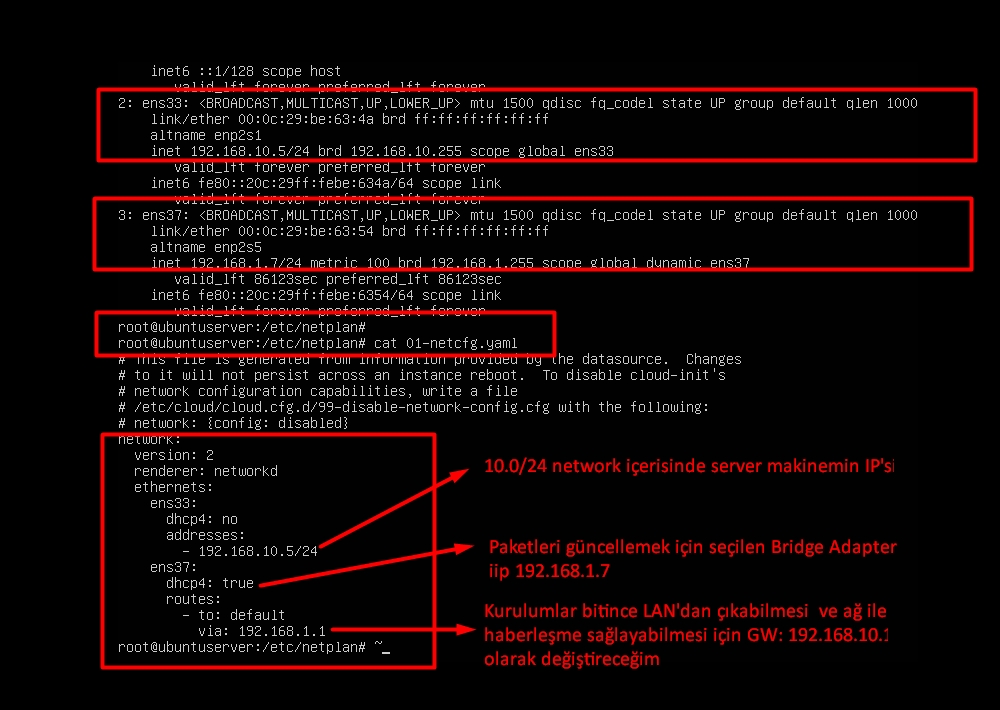 inet6 ::1/128 scope host
valid_lft forever preferred_lft forever
2: ens33: <BROADCAST,MULTICAST,UP,LOWER_UP> mtu 1500 qdisc fq_codel state UP group default qlen 1000
link/ether 00:0c:29:be:63:4a brd ff:ff:ff:ff:ff:ff
altname enp2s1
inet 192.168.10.5/24 brd 192.168.10.255 scope global ens33
valid_lft forever preferred_lft forever
inet6 fe80::20c:29ff:febe:634a/64 scope link
valid_lft forever preferred_lft forever
3: ens37: <BROADCAST,MULTICAST,UP,LOWER_UP> mtu 1500 qdisc fq_codel state UP group default qlen 1000
link/ether 00:0c:29:be:63:54 brd ff:ff:ff:ff:ff:ff
altname enp2s5
inet 192.168.1.7/24 metric 100 brd 192.168.1.255 scope global dynamic ens37
valid_lft 86123sec preferred_lft 86123sec
inet6 fe80::20c:29ff:febe:6354/64 scope link
valid_lft forever preferred_lft forever
root@ubuntuserver:/etc/netplan#
root@ubuntuserver:/etc/netplan# cat 01-netcfg.yaml
# This file is generated from information provided by the datasource.  Changes
# to it will not persist across an instance reboot.  To disable cloud-init's
# network configuration capabilities, write a file
# /etc/cloud/cloud.cfg.d/99-disable-network-config.cfg with the following:
# network: {config: disabled}
network:
version: 2
renderer: networkd
ethernets:
ens33:
dhcp4: no
addresses:
- 192.168.10.5/24
ens37:
dhcp4: true
routes:
- to: default
via: 192.168.1.1
root@ubuntuserver:/etc/netplan# ~_
10.0/24 network içerisinde server makinemin IP'si
Paketleri güncellemek için seçilen Bridge Adapter
iip 192.168.1.7
Kurulumlar bitince LAN'dan çıkabilmesi ve ağ ile
haberleşme sağlayabilmesi için GW: 192.168.10.1
olarak değiştireceğim